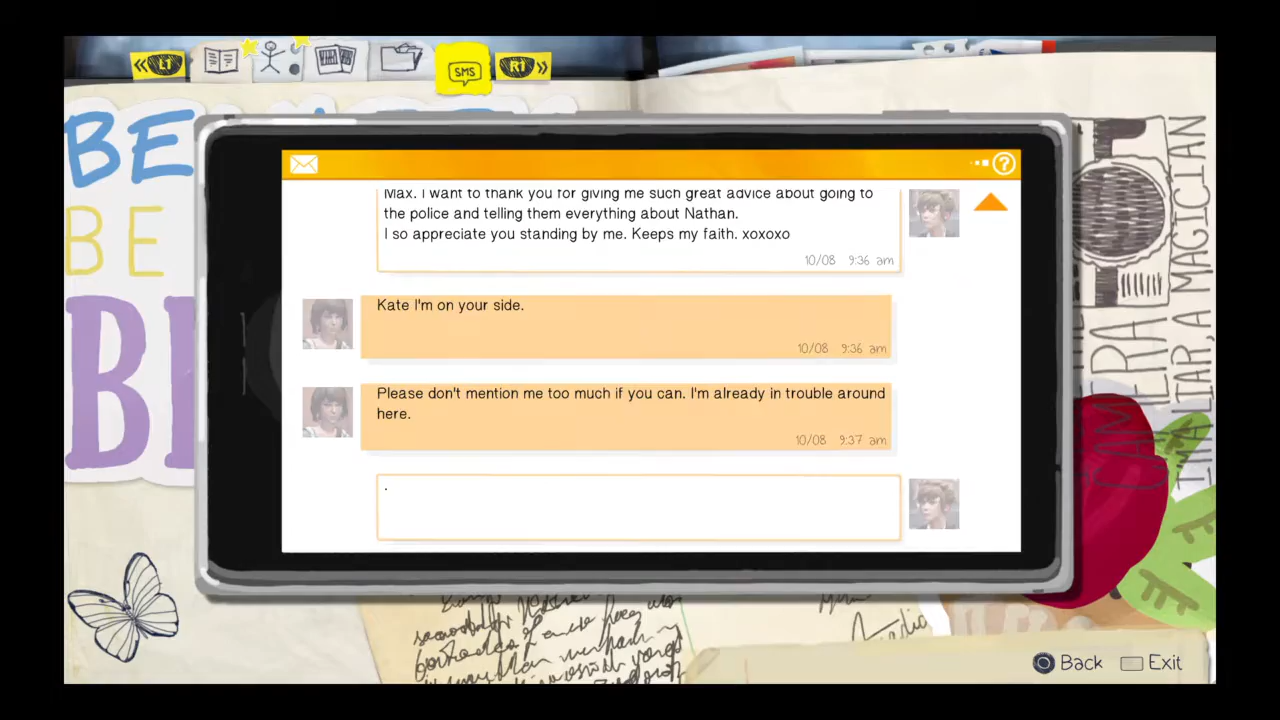 L1
SMS
R1
BE
BE
Max. I want to thank you for giving me such great advice about going to
the police and telling them everything about Nathan.
I so appreciate you standing by me. Keeps my faith. xoxoxo
10/08 9:36 am
Kate I'm on your side.
10/08 9:36 am
Please don't mention me too much if you can. I'm already in trouble around
here.
10/08 9:37 am
.
MAGICIAN
Back
Exit